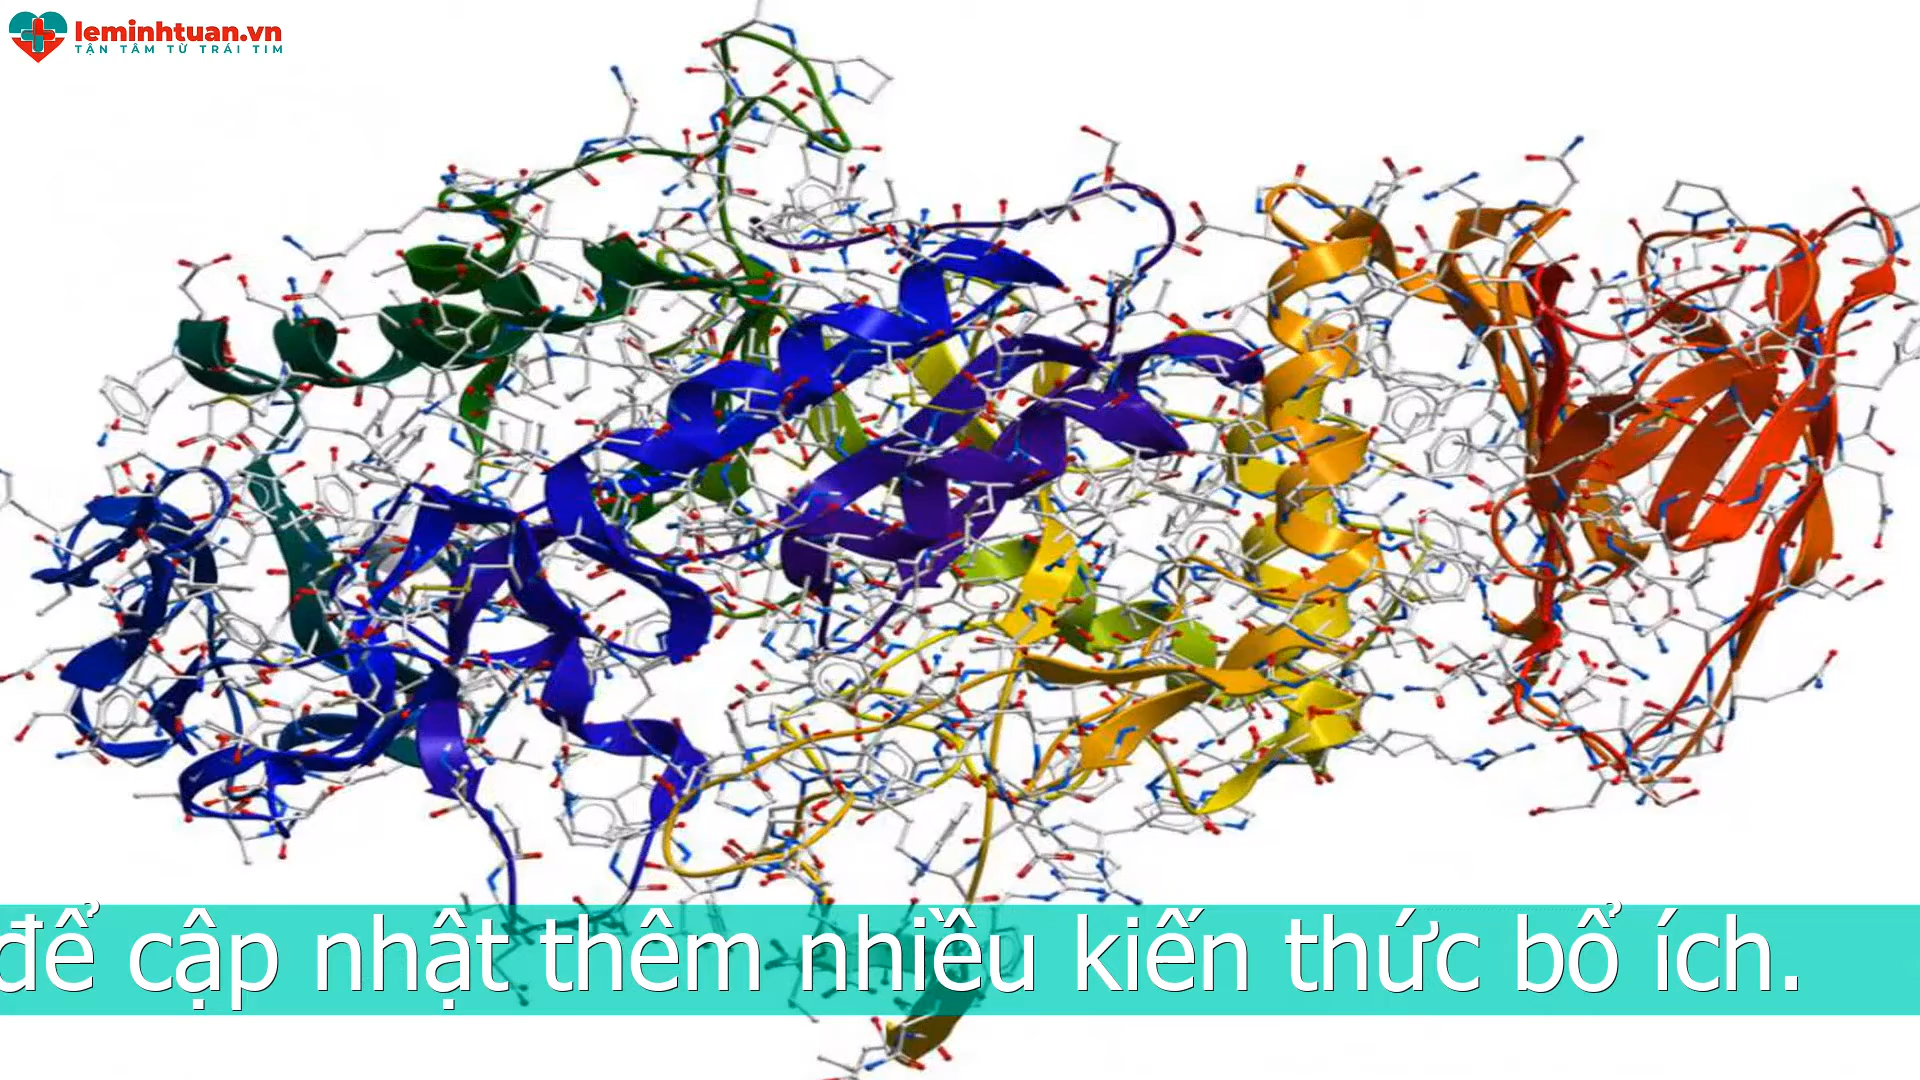 leminhtuan.vn
TẬN TÂM TỪ TRÁI TIM
để cập nhật thêm nhiều kiến thức bổ ích.